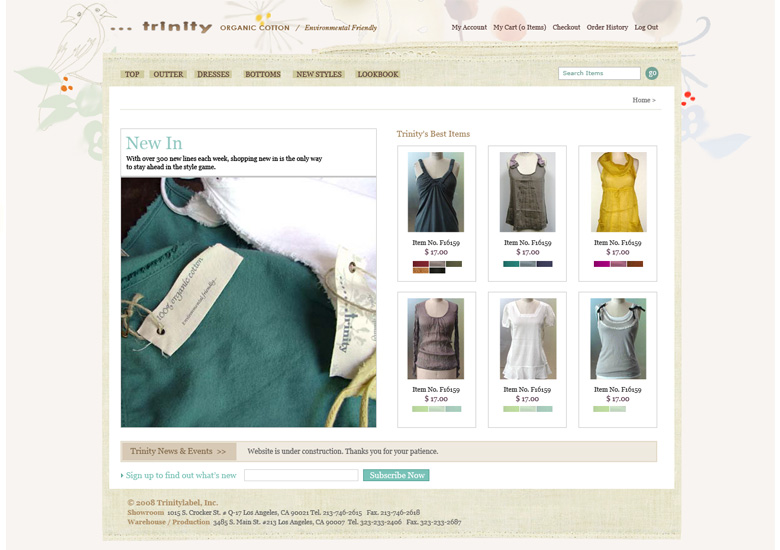 ... trinity ORGANIC COTTON / Environmental Friendly
My Account My Cart (0 Items) Checkout Order History Log Out
TOP OUTTER DRESSES BOTTOMS NEW STYLES LOOKBOOK
Search Items go
Home >
New In
With over 300 new lines each week, shopping new in is the only way
to stay ahead in the style game.
100% organic cotton
environmental friendly
trinity
Trinity's Best Items
Item No. F16159
$ 17.00
Item No. F16159
$ 17.00
Item No. F16159
$ 17.00
Item No. F16159
$ 17.00
Item No. F16159
$ 17.00
Item No. F16159
$ 17.00
Trinity News & Events >> Website is under construction. Thanks you for your patience.
Sign up to find out what's new Subscribe Now
© 2008 Trinitylabel, Inc.
Showroom 1015 S. Crocker St. # Q-17 Los Angeles, CA 90021 Tel. 213-746-2615 Fax. 213-746-2618
Warehouse / Production 3485 S. Main St. #213 Los Angeles, CA 90007 Tel. 323-233-2406 Fax. 323-233-2687